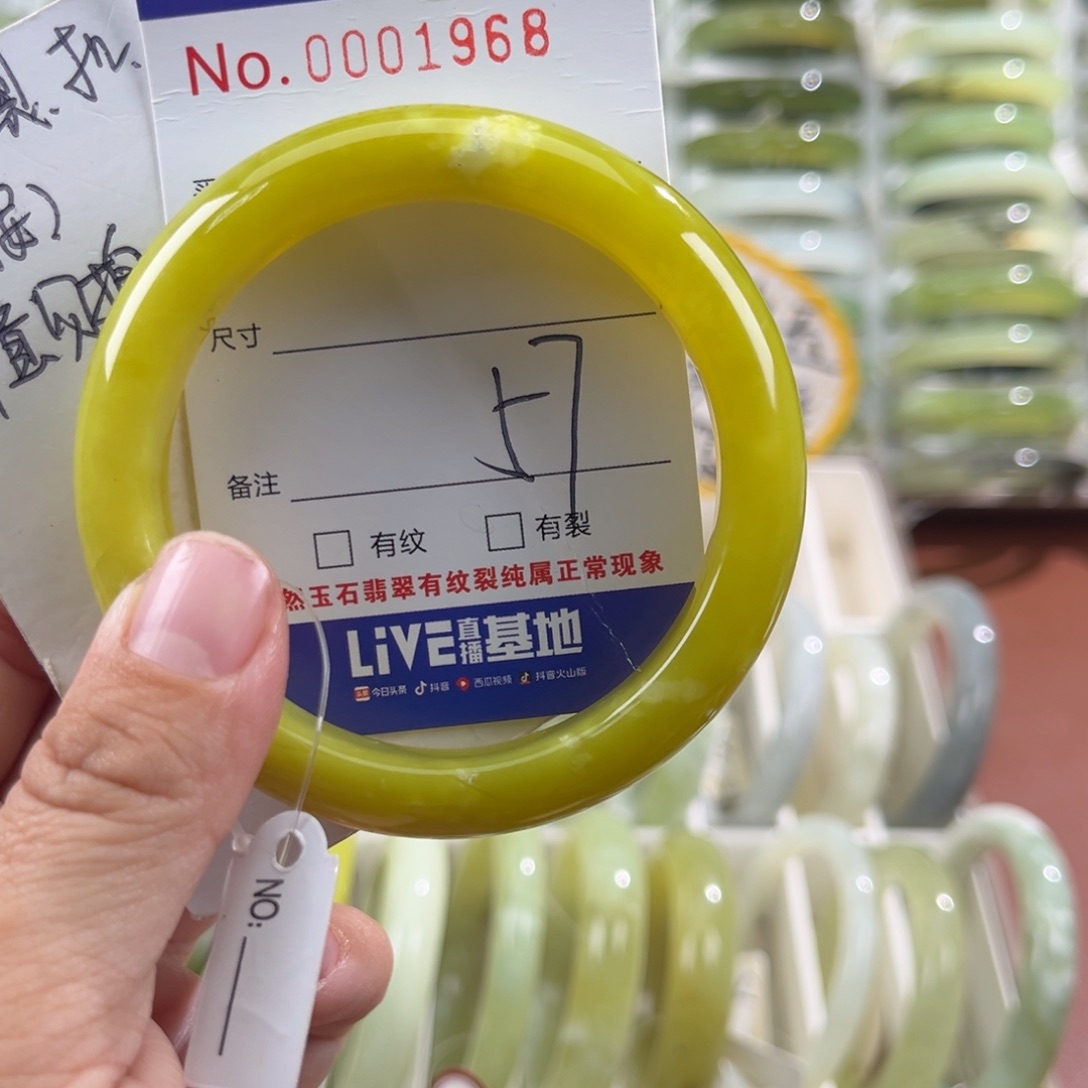 No. 0001968
裂.扣.
尺寸
57
备注
有纹 有裂
然玉石翡翠有纹裂纯属正常现象
LiVE直播基地
今日头条 抖音 西瓜视频 抖音火山版
NO: